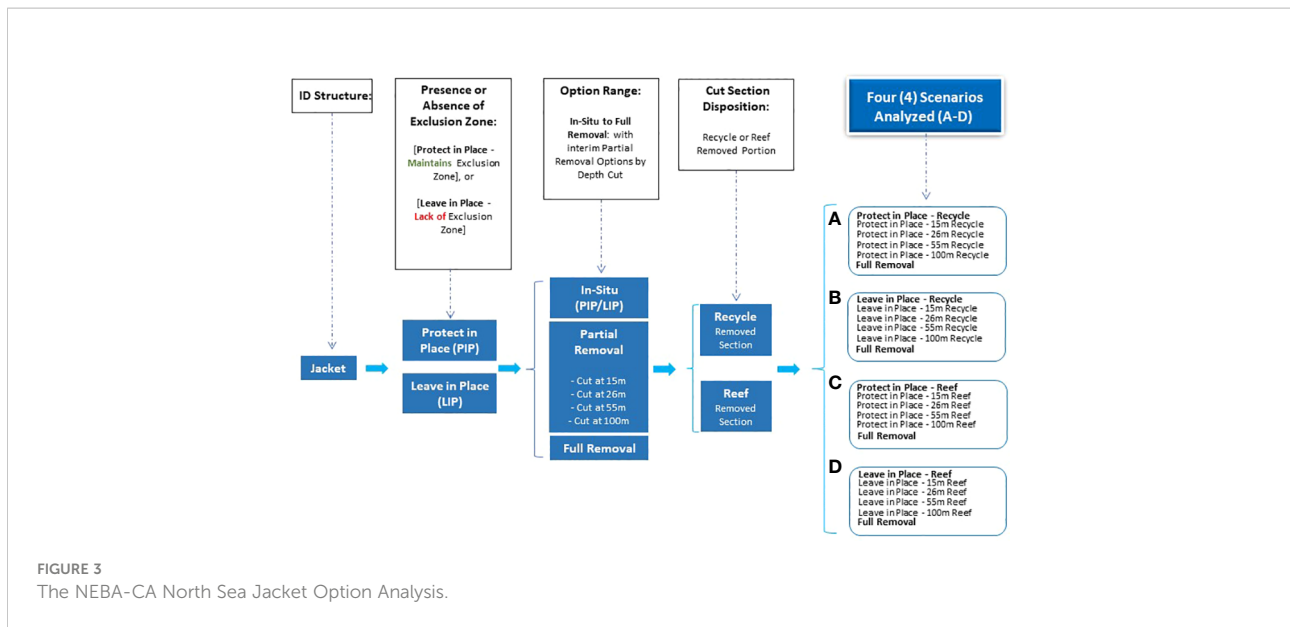 ID Structure:
Presence or
Absence of
Exclusion Zone:
[Protect in Place -
Maintains Exclusion
Zone], or
[Leave in Place -
Lack of Exclusion
Zone]
Option Range:
In-Situ to Full
Removal: with
Interim Partial
Removal Options by
Depth Cut
Cut Section
Disposition:
Recycle or Reef
Removed Portion
Four (4) Scenarios
Analyzed (A-D)
Jacket
Protect in
Place (PIP)
Leave in Place
(LIP)
In-Situ
(PIP/LIP)
Partial
Removal
- Cut at 15m
- Cut at 26m
- Cut at 55m
- Cut at 100m
Full Removal
Recycle
Removed
Section
Reef
Removed
Section
A
Protect in Place - Recycle
Protect in Place - 15m Recycle
Protect in Place - 26m Recycle
Protect in Place - 55m Recycle
Protect in Place - 100m Recycle
Full Removal
B
Leave in Place - Recycle
Leave in Place - 15m Recycle
Leave in Place - 26m Recycle
Leave in Place - 55m Recycle
Leave in Place - 100m Recycle
Full Removal
C
Protect in Place - Reef
Protect in Place - 15m Reef
Protect in Place - 26m Reef
Protect in Place - 55m Reef
Protect in Place - 100m Reef
Full Removal
D
Leave in Place - Reef
Leave in Place - 15m Reef
Leave in Place - 26m Reef
Leave in Place - 55m Reef
Leave in Place - 100m Reef
Full Removal
FIGURE 3
The NEBA-CA North Sea Jacket Option Analysis.